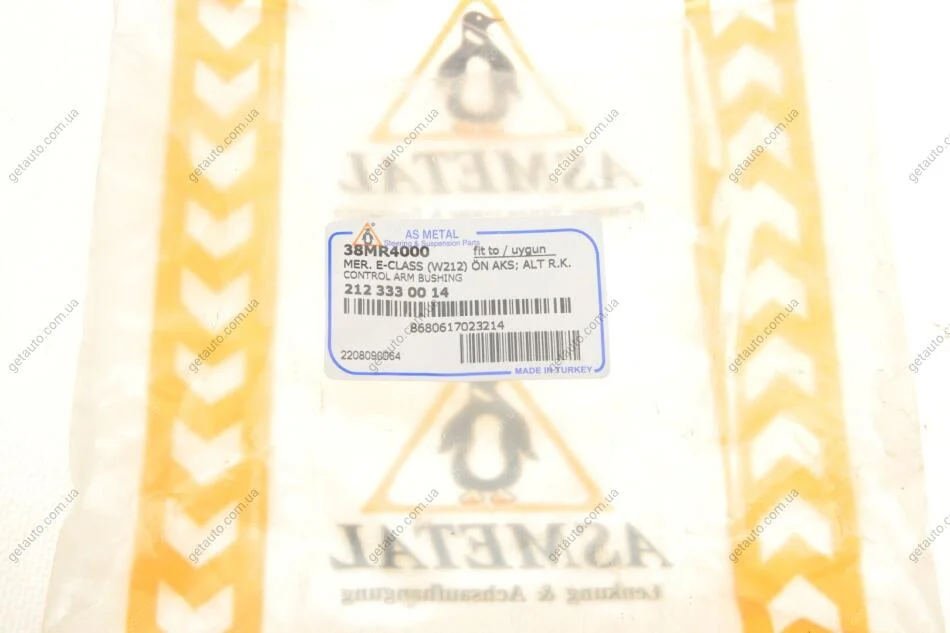 ASMETAL
AS METAL
Steering & Suspension Parts
38MR4000 fit to / uygun
MER. E-CLASS (W212) ÖN AKS; ALT R.K.
CONTROL ARM BUSHING
212 333 00 14
8680617023214
2208090064
MADE IN TURKEY
ASMETAL
Lenkung & Achsaufhangung
getauto.com.ua